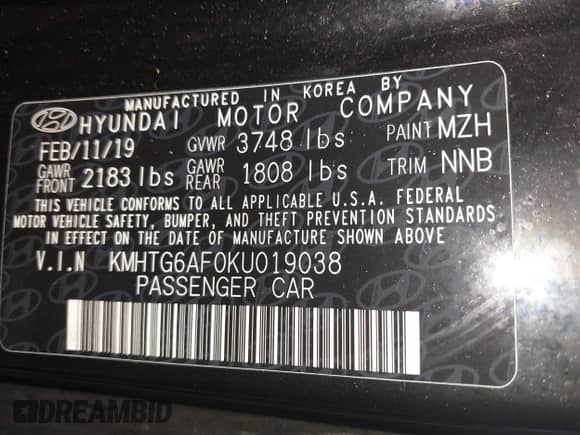 MANUFACTURED IN KOREA BY
HYUNDAI MOTOR COMPANY
FEB/11/19 GVWR 3748 lbs PAINT MZH
GAWR FRONT 2183 lbs GAWR REAR 1808 lbs TRIM NNB
THIS VEHICLE CONFORMS TO ALL APPLICABLE U.S.A. FEDERAL
MOTOR VEHICLE SAFETY, BUMPER, AND THEFT PREVENTION STANDARDS
IN EFFECT ON THE DATE OF MANUFACTURE SHOWN ABOVE
V.I.N KMHTG6AF0KU019038
PASSENGER CAR
DREAMBID